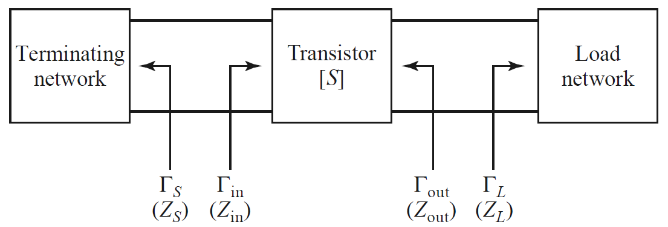 Terminating
network
Transistor
[S]
Load
network
Γ_S
(Z_S)
Γ_in
(Z_in)
Γ_out
(Z_out)
Γ_L
(Z_L)